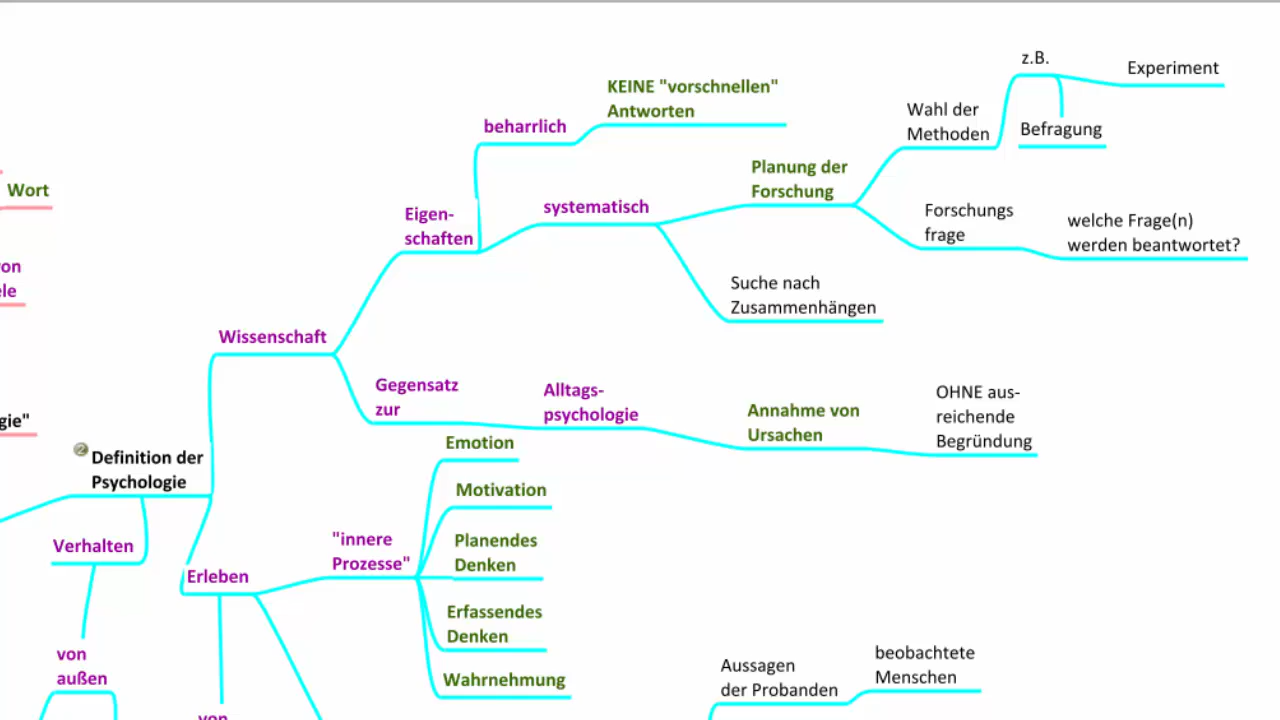 z.B.
Experiment
KEINE "vorschnellen"
Antworten
Wahl der
Methoden
beharrlich
Befragung
Planung der
Forschung
Wort
Eigen-
schaften
systematisch
Forschungs
frage
welche Frage(n)
werden beantwortet?
Suche nach
Zusammenhängen
Wissenschaft
Gegensatz
zur
Alltags-
psychologie
Annahme von
Ursachen
OHNE aus-
reichende
Begründung
Definition der
Psychologie
Emotion
Motivation
Verhalten
"innere
Prozesse"
Planendes
Denken
Erleben
Erfassendes
Denken
von
außen
Wahrnehmung
Aussagen
der Probanden
beobachtete
Menschen